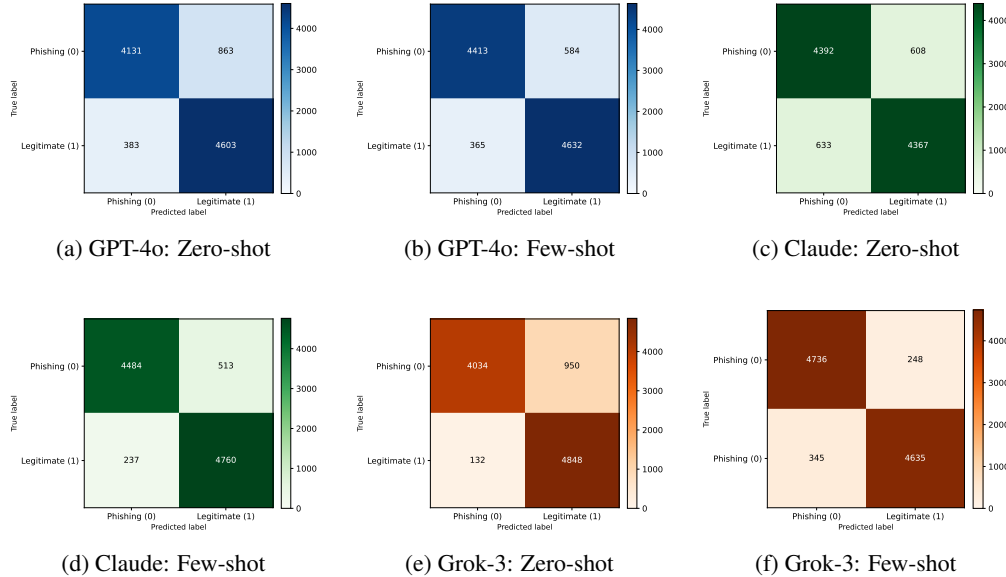 Phishing (0)
4131
863
4000
3000
True label
2000
Legitimate (1)
383
4603
1000
0
Phishing (0)
Legitimate (1)
Predicted label
(a) GPT-4o: Zero-shot
Phishing (0)
4413
584
4000
3000
True label
2000
Legitimate (1)
365
4632
1000
0
Phishing (0)
Legitimate (1)
Predicted label
(b) GPT-4o: Few-shot
Phishing (0)
4392
608
4000
3000
True label
2000
Legitimate (1)
633
4367
1000
0
Phishing (0)
Legitimate (1)
Predicted label
(c) Claude: Zero-shot
Phishing (0)
4484
513
4000
3000
True label
2000
Legitimate (1)
237
4760
1000
0
Phishing (0)
Legitimate (1)
Predicted label
(d) Claude: Few-shot
Phishing (0)
4034
950
4000
3000
True label
2000
Legitimate (1)
132
4848
1000
0
Phishing (0)
Legitimate (1)
Predicted label
(e) Grok-3: Zero-shot
Phishing (0)
4736
248
4000
3000
True label
2000
Phishing (0)
345
4635
1000
0
Phishing (0)
Legitimate (1)
Predicted label
(f) Grok-3: Few-shot